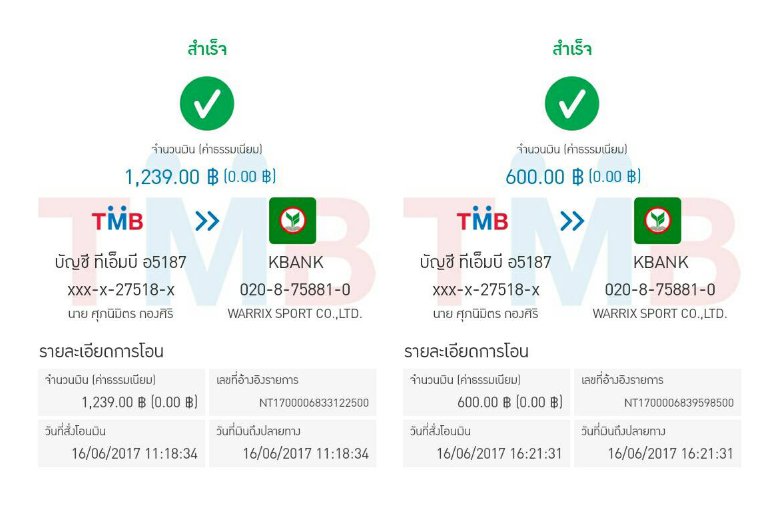 สำเร็จ
จำนวนเงิน (ค่าธรรมเนียม)
1,239.00 ฿ (0.00 ฿)
TMB
บัญชี ทีเอ็มบี อ5187
xxx-x-27518-x
นาย ศุภนิมิตร กองศิริ
KBANK
020-8-75881-0
WARRIX SPORT CO.,LTD.
รายละเอียดการโอน
จำนวนเงิน (ค่าธรรมเนียม)
1,239.00 ฿ (0.00 ฿)
เลขที่อ้างอิงรายการ
NT1700006833122500
วันที่สั่งโอนเงิน
16/06/2017 11:18:34
วันที่เงินถึงปลายทาง
16/06/2017 11:18:34
สำเร็จ
จำนวนเงิน (ค่าธรรมเนียม)
600.00 ฿ (0.00 ฿)
TMB
บัญชี ทีเอ็มบี อ5187
xxx-x-27518-x
นาย ศุภนิมิตร กองศิริ
KBANK
020-8-75881-0
WARRIX SPORT CO.,LTD.
รายละเอียดการโอน
จำนวนเงิน (ค่าธรรมเนียม)
600.00 ฿ (0.00 ฿)
เลขที่อ้างอิงรายการ
NT1700006839598500
วันที่สั่งโอนเงิน
16/06/2017 16:21:31
วันที่เงินถึงปลายทาง
16/06/2017 16:21:31
TMB
TMB